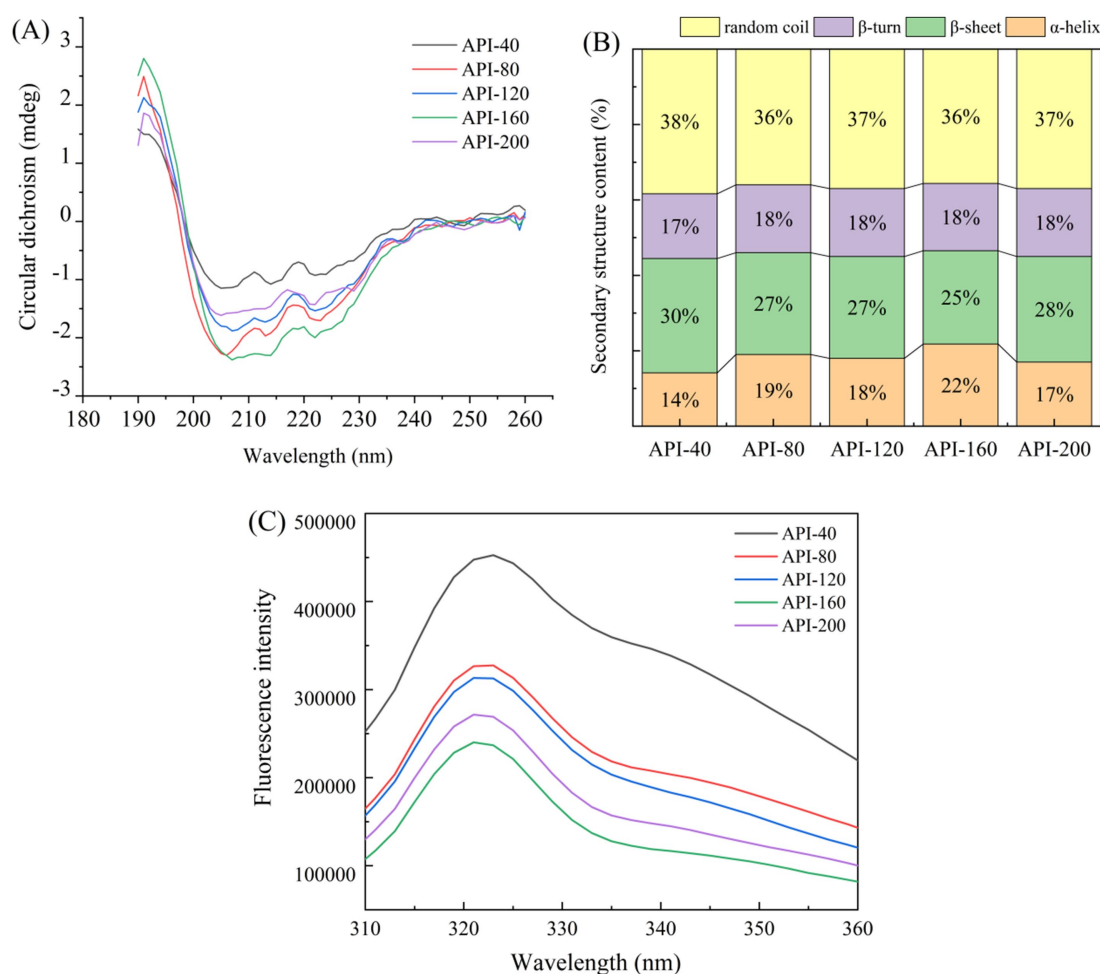 (A)
Circular dichroism (mdeg)
3
2
1
0
-1
-2
-3
180 190 200 210 220 230 240 250 260
Wavelength (nm)
API-40
API-80
API-120
API-160
API-200
(B)
random coil β-turn β-sheet α-helix
Secondary structure content (%)
38% 36% 37% 36% 37%
17% 18% 18% 18% 18%
30% 27% 27% 25% 28%
14% 19% 18% 22% 17%
API-40 API-80 API-120 API-160 API-200
(C)
Fluorescence intensity
500000
400000
300000
200000
100000
310 320 330 340 350 360
Wavelength (nm)
API-40
API-80
API-120
API-160
API-200